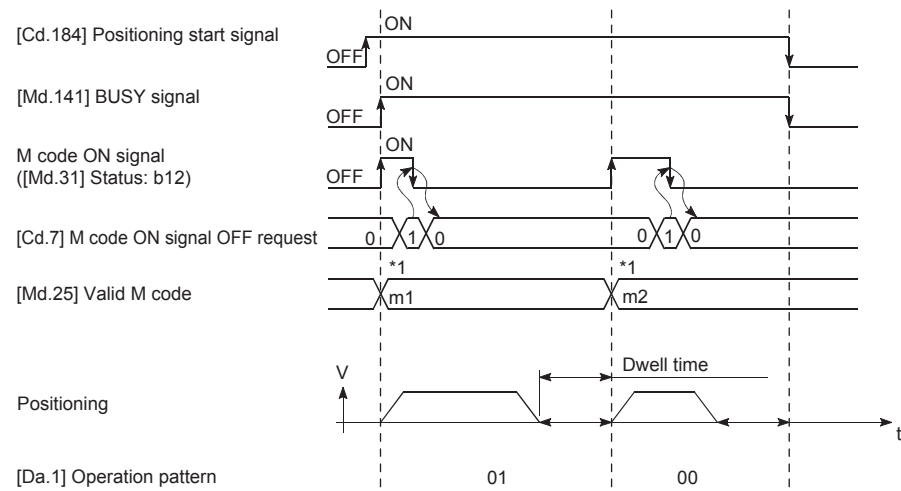 [Cd.184] Positioning start signal
OFF
ON
[Md.141] BUSY signal
OFF
ON
M code ON signal
([Md.31] Status: b12)
OFF
ON
[Cd.7] M code ON signal OFF request
0
1
0
0
1
0
[Md.25] Valid M code
*1
m1
*1
m2
Positioning
V
Dwell time
t
[Da.1] Operation pattern
01
00